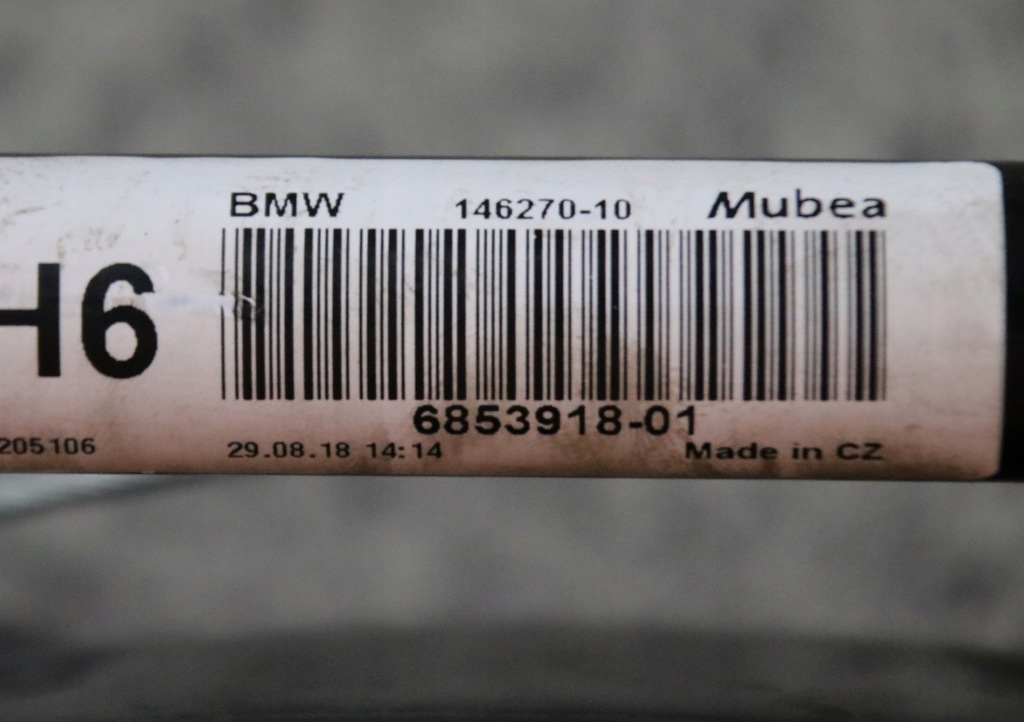 BMW 146270-10 Mubea
H6
6853918-01
205106 29.08.18 14:14 Made in CZ